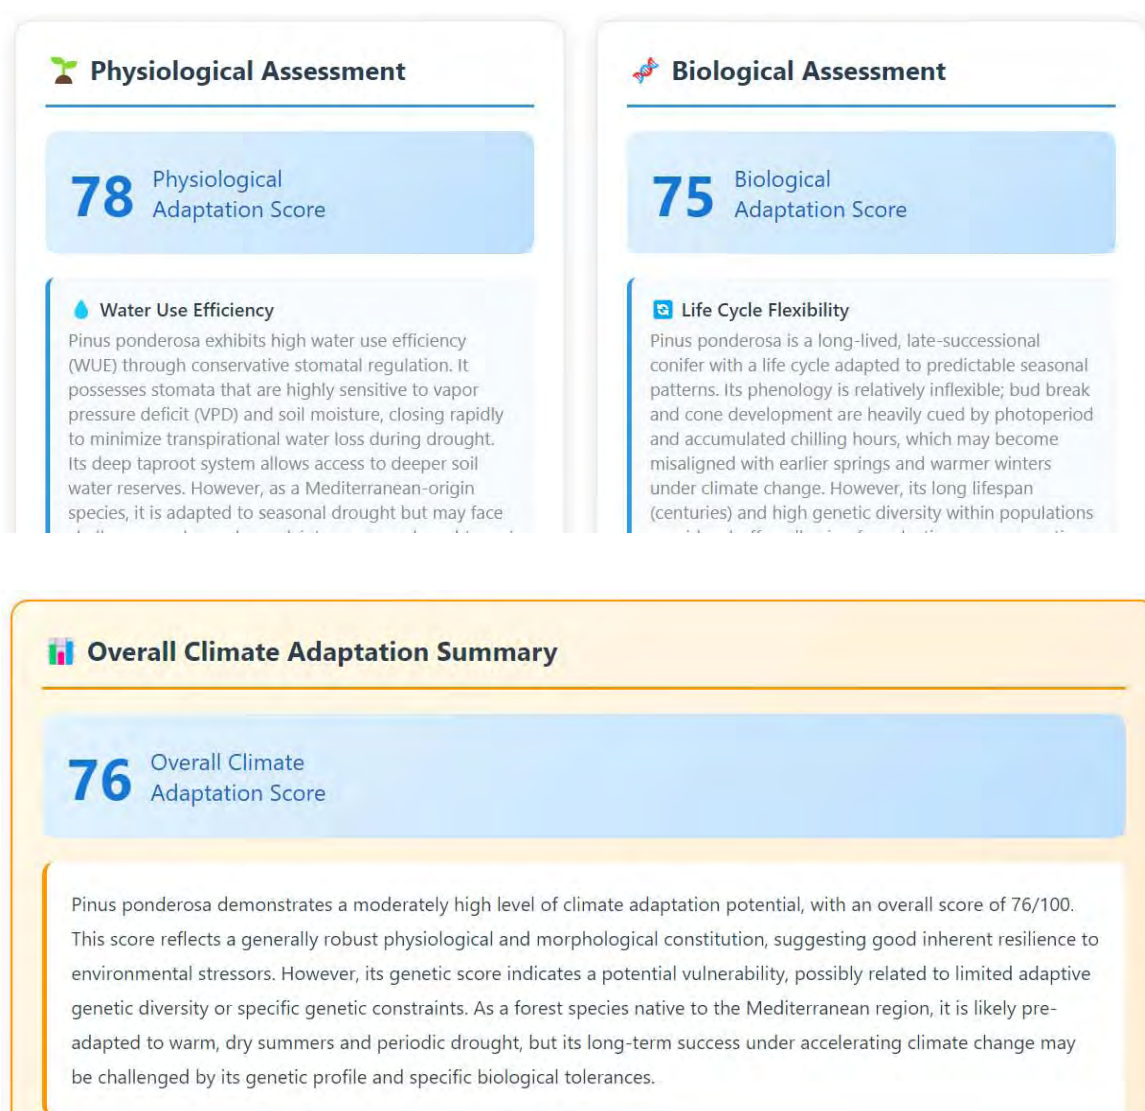 Physiological Assessment
78
Physiological
Adaptation Score
Water Use Efficiency
Pinus ponderosa exhibits high water use efficiency
(WUE) through conservative stomatal regulation. It
possesses stomata that are highly sensitive to vapor
pressure deficit (VPD) and soil moisture, closing rapidly
to minimize transpirational water loss during drought.
Its deep taproot system allows access to deeper soil
water reserves. However, as a Mediterranean-origin
species, it is adapted to seasonal drought but may face
Biological Assessment
75
Biological
Adaptation Score
Life Cycle Flexibility
Pinus ponderosa is a long-lived, late-successional
conifer with a life cycle adapted to predictable seasonal
patterns. Its phenology is relatively inflexible; bud break
and cone development are heavily cued by photoperiod
and accumulated chilling hours, which may become
misaligned with earlier springs and warmer winters
under climate change. However, its long lifespan
(centuries) and high genetic diversity within populations
Overall Climate Adaptation Summary
76
Overall Climate
Adaptation Score
Pinus ponderosa demonstrates a moderately high level of climate adaptation potential, with an overall score of 76/100.
This score reflects a generally robust physiological and morphological constitution, suggesting good inherent resilience to
environmental stressors. However, its genetic score indicates a potential vulnerability, possibly related to limited adaptive
genetic diversity or specific genetic constraints. As a forest species native to the Mediterranean region, it is likely pre-
adapted to warm, dry summers and periodic drought, but its long-term success under accelerating climate change may
be challenged by its genetic profile and specific biological tolerances.